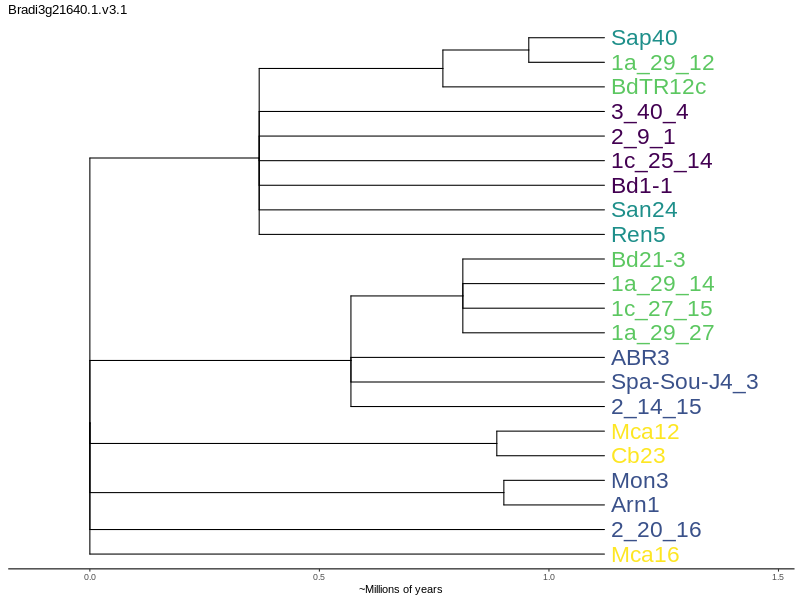 Bradi3g21640.1.v3.1
Sap40
1a_29_12
BdTR12c
3_40_4
2_9_1
1c_25_14
Bd1-1
San24
Ren5
Bd21-3
1a_29_14
1c_27_15
1a_29_27
ABR3
Spa-Sou-J4_3
2_14_15
Mca12
Cb23
Mon3
Arn1
2_20_16
Mca16
0.0 0.5 1.0 1.5
~Millions of years